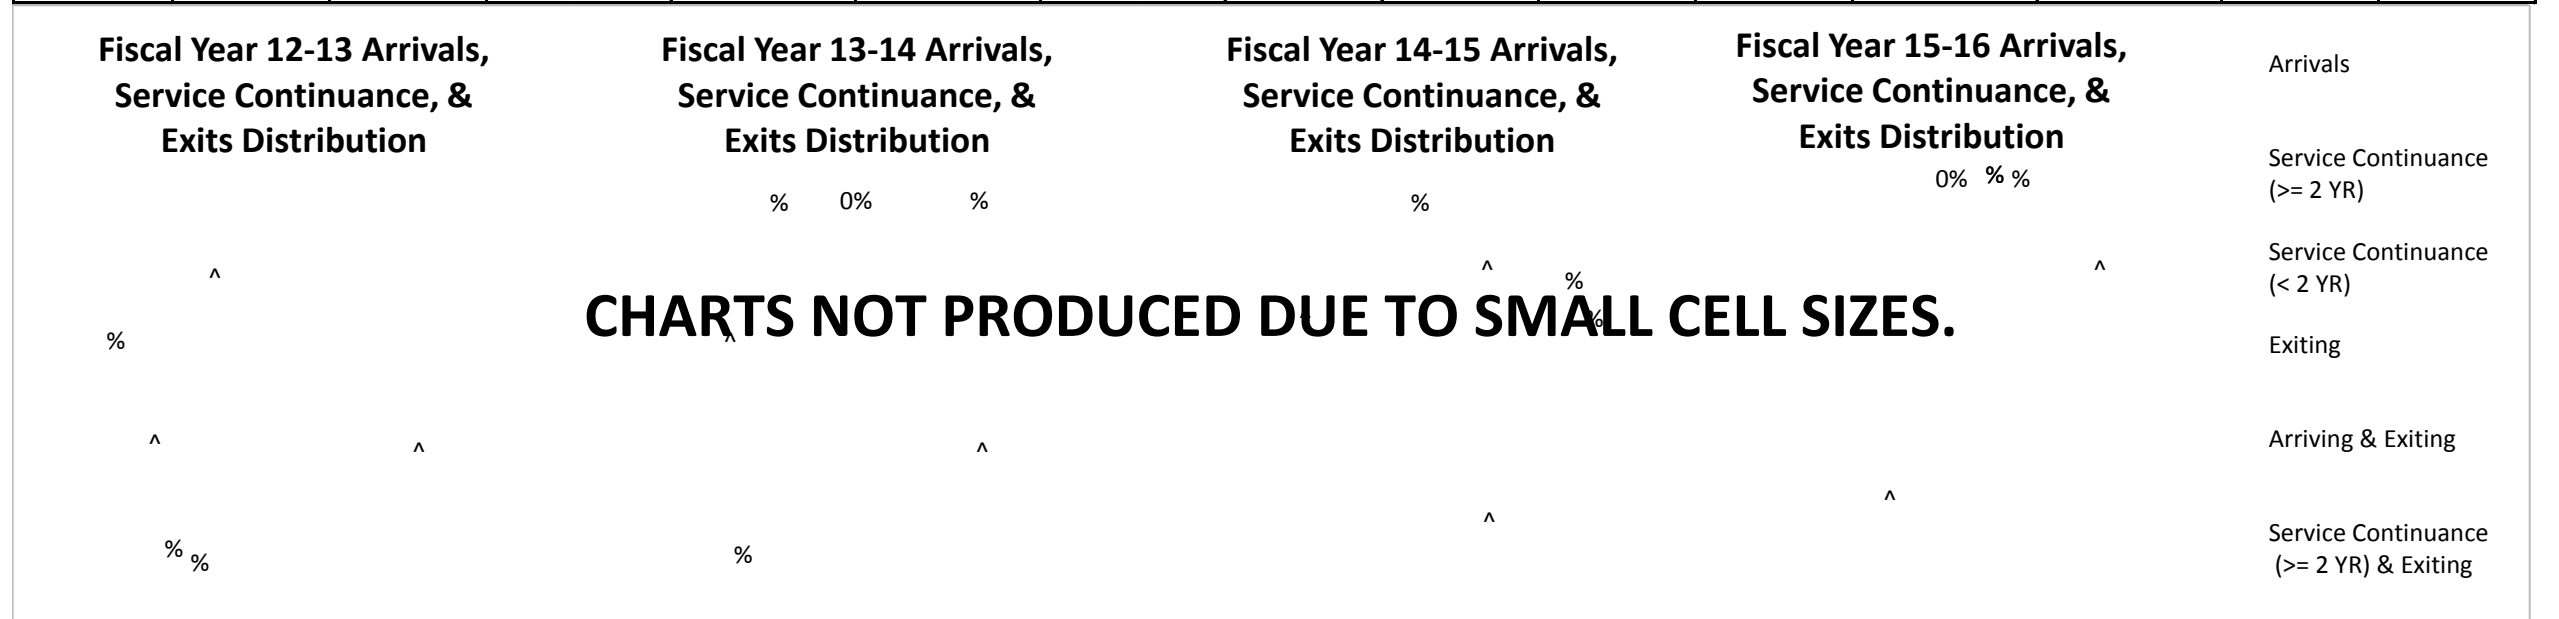 Fiscal Year 12-13 Arrivals,
Service Continuance, &
Exits Distribution
Fiscal Year 13-14 Arrivals,
Service Continuance, &
Exits Distribution
Fiscal Year 14-15 Arrivals,
Service Continuance, &
Exits Distribution
Fiscal Year 15-16 Arrivals,
Service Continuance, &
Exits Distribution
% 0% %
%
0% % %
^
^
%
^
CHARTS NOT PRODUCED DUE TO SMALL CELL SIZES.
%
^
^
%
^ ^
^
^
^
% %
%
Arrivals
Service Continuance
(>= 2 YR)
Service Continuance
(< 2 YR)
Exiting
Arriving & Exiting
Service Continuance
(>= 2 YR) & Exiting